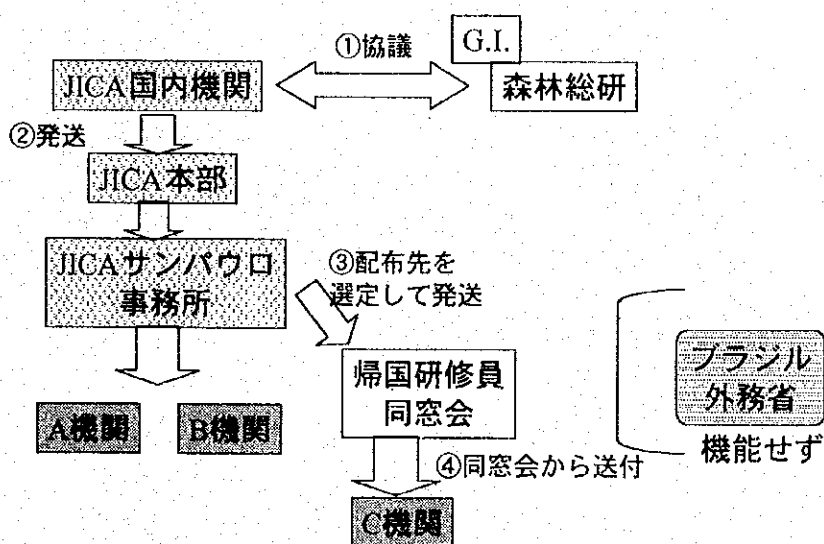 ①協議
G.I.
JICA国内機関
森林総研
②発送
JICA本部
JICAサンパウロ
事務所
③配布先を
選定して発送
帰国研修員
同窓会
ブラジル
外務省
機能せず
A機関
B機関
④同窓会から送付
C機関